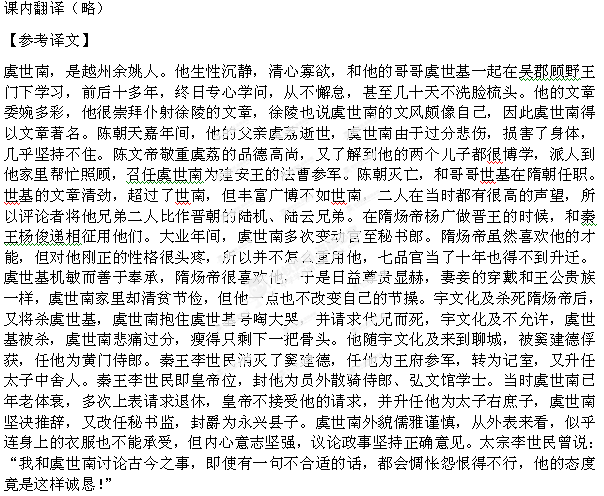 课内翻译（略）
【参考译文】
虞世南，是越州余姚人。他生性沉静，清心寡欲，和他的哥哥虞世基一起在吴郡顾野王
门下学习，前后十多年，终日专心学问，从不懈怠，甚至几十天不洗脸梳头。他的文章
委婉多彩，他很崇拜仆射徐陵的文章，徐陵也说虞世南的文风颇像自己，因此虞世南得
以文章著名。陈朝天嘉年间，他的父亲虞荔逝世，虞世南由于过分悲伤，损害了身体，
几乎坚持不住。陈文帝敬重虞荔的品德高尚，又了解到他的两个儿子都很博学，派人到
他家里帮忙照顾，召任虞世南为建安王的法曹参军。陈朝灭亡，和哥哥世基在隋朝任职。
世基的文章清劲，超过了世南，但丰富广博不如世南，二人在当时都有很高的声望，所
以评论者将他兄弟二人比作晋朝的陆机、陆云兄弟。在隋炀帝杨广做晋王的时候，和秦
王杨俊递相征用他们。大业年间，虞世南多次变动官至秘书郎。隋炀帝虽然喜欢他的才
能，但对他刚正的性格很头疼，所以并不怎么重用他，七品官当了十年也得不到升迁。
虞世基机敏而善于奉承，隋炀帝很喜欢他，于是日益尊贵显赫，妻妾的穿戴和王公贵族
一样，虞世南家里却清贫节俭，但他一点也不改变自己的节操。宇文化及杀死隋炀帝后，
又将杀虞世基，虞世南抱住虞世基号啕大哭，并请求代兄而死，宇文化及不允许，虞世
基被杀，虞世南悲痛过分，瘦得只剩下一把骨头。他随宇文化及来到聊城，被窦建德俘
获，任他为黄门侍郎。秦王李世民消灭了窦建德，任他为王府参军，转为记室，又升任
太子中舍人。秦王李世民即皇帝位，封他为员外散骑侍郎、弘文馆学士。当时虞世南已
年老体衰，多次上表请求退休，皇帝不接受他的请求，并升任他为太子右庶子，虞世南
坚决推辞，又改任秘书监，封爵为永兴县子。虞世南外貌儒雅谨慎，从外表来看，似乎
连身上的衣服也不能承受，但内心意志坚强，议论政事坚持正确意见。太宗李世民曾说：
“我和虞世南讨论古今之事，即使有一句不合适的话，都会惆怅怨恨得不行，他的态度
竟是这样诚恳！”